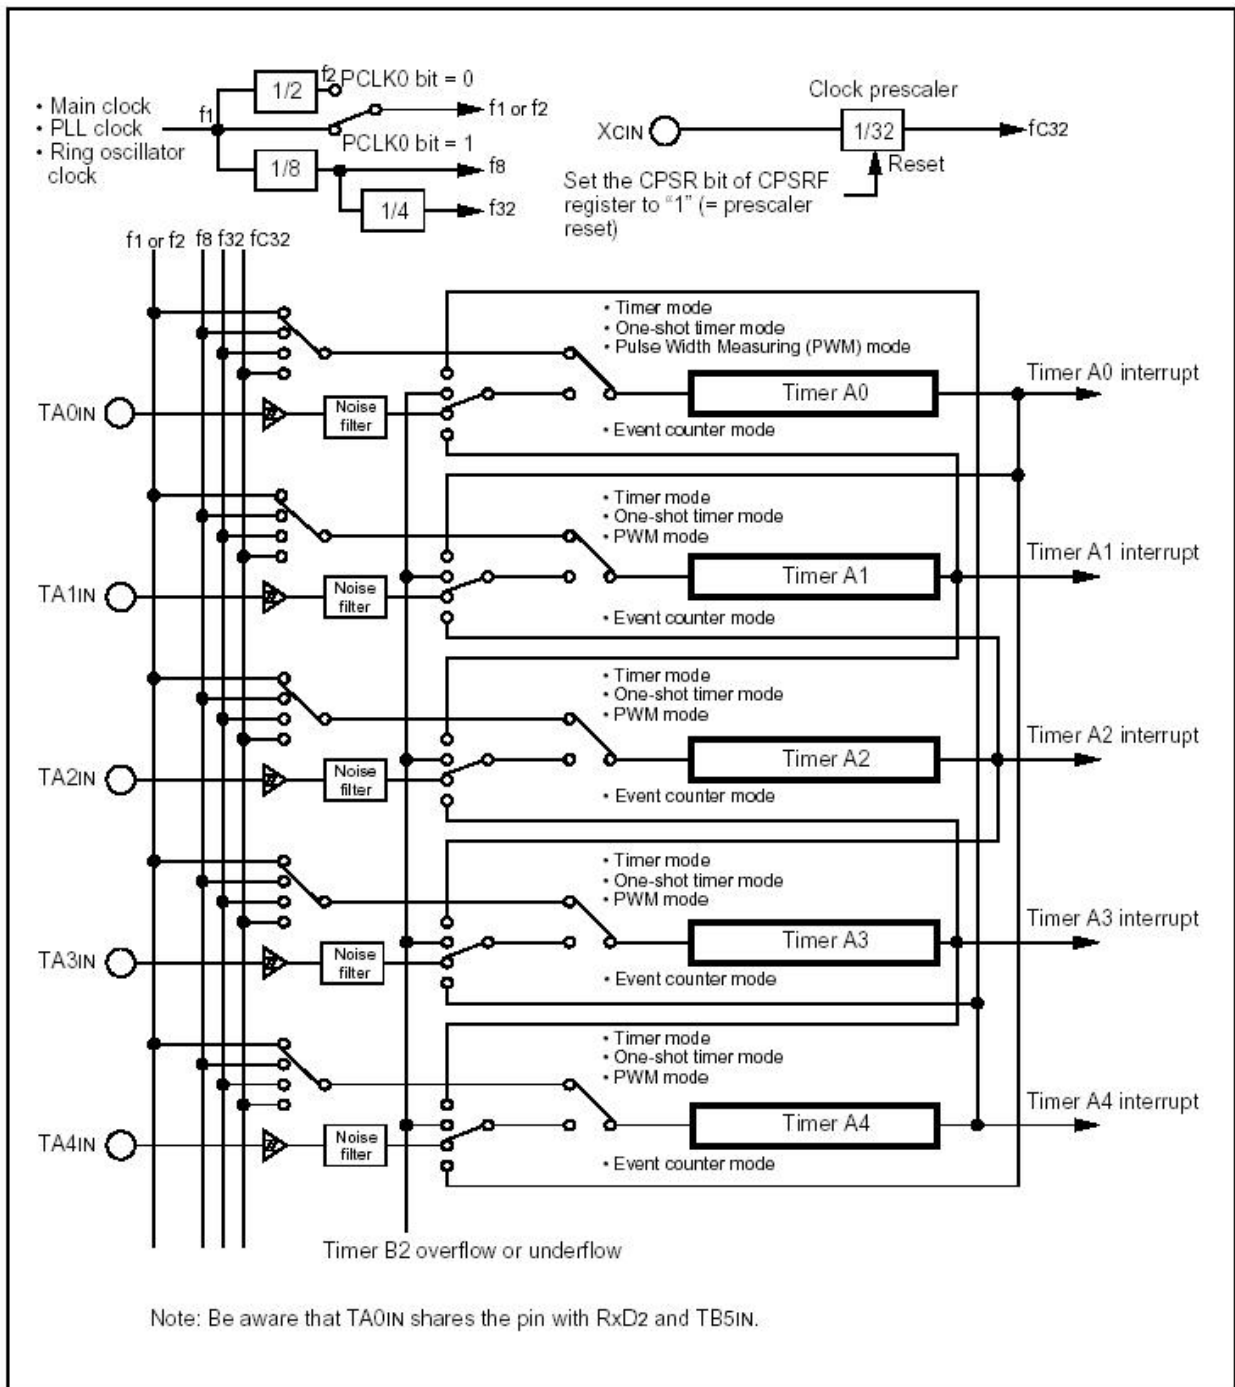 • Main clock
• PLL clock
• Ring oscillator
clock
f1
1/2
f2
PCLK0 bit = 0
f1 or f2
PCLK0 bit = 1
1/8
f8
1/4
f32
Clock prescaler
XCIN
1/32
fC32
Reset
Set the CPSR bit of CPSRF
register to “1” (= prescaler
reset)
f1 or f2 f8 f32 fC32
• Timer mode
• One-shot timer mode
• Pulse Width Measuring (PWM) mode
Timer A0 interrupt
Timer A0
TA0IN
Noise
filter
• Event counter mode
• Timer mode
• One-shot timer mode
• PWM mode
Timer A1 interrupt
Timer A1
TA1IN
Noise
filter
• Event counter mode
• Timer mode
• One-shot timer mode
• PWM mode
Timer A2 interrupt
Timer A2
TA2IN
Noise
filter
• Event counter mode
• Timer mode
• One-shot timer mode
• PWM mode
Timer A3 interrupt
Timer A3
TA3IN
Noise
filter
• Event counter mode
• Timer mode
• One-shot timer mode
• PWM mode
Timer A4 interrupt
Timer A4
TA4IN
Noise
filter
• Event counter mode
Timer B2 overflow or underflow
Note: Be aware that TA0IN shares the pin with RxD2 and TB5IN.